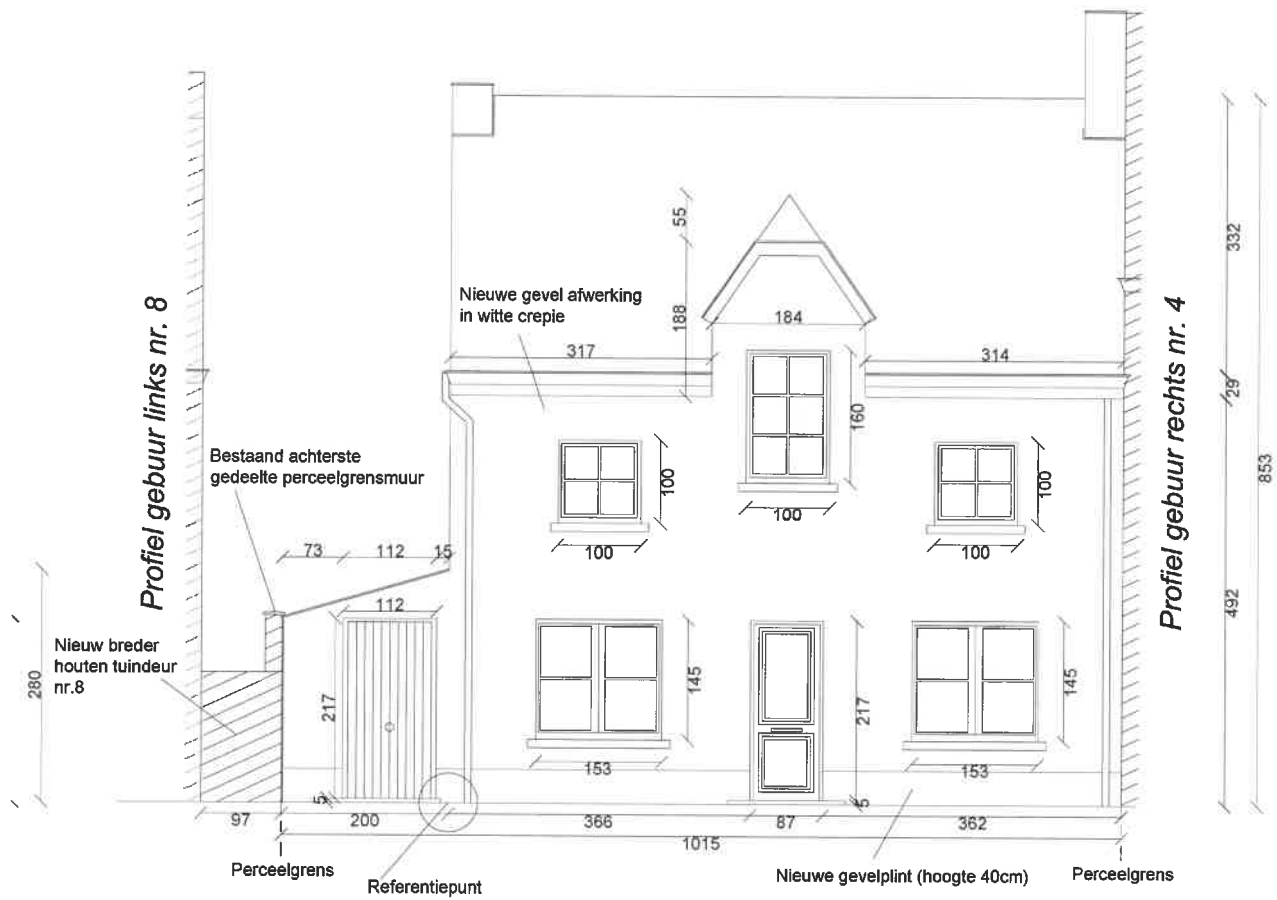 55
332
Nieuwe gevel afwerking
in witte crepie
188
184
Profiel gebuur links nr. 8
Profiel gebuur rechts nr. 4
317
314
29
160
853
Bestaand achterste
gedeelte perceelgrensmuur
100
100
100
100
100
73
112
15
492
112
Nieuw breder
houten tuindeur
nr.8
280
217
145
217
145
153
153
5
5
97
200
366
87
362
1015
Perceelgrens
Referentiepunt
Nieuwe gevelplint (hoogte 40cm)
Perceelgrens